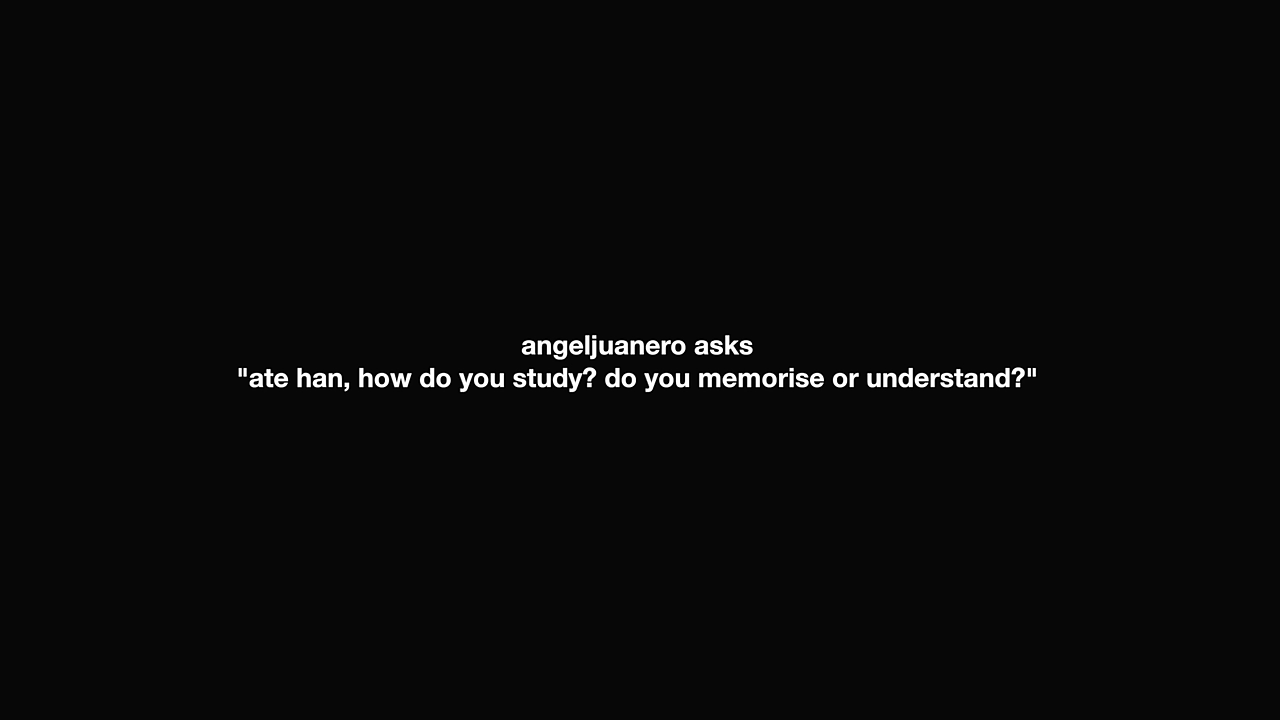 angeljuanero asks
"ate han, how do you study? do you memorise or understand?"